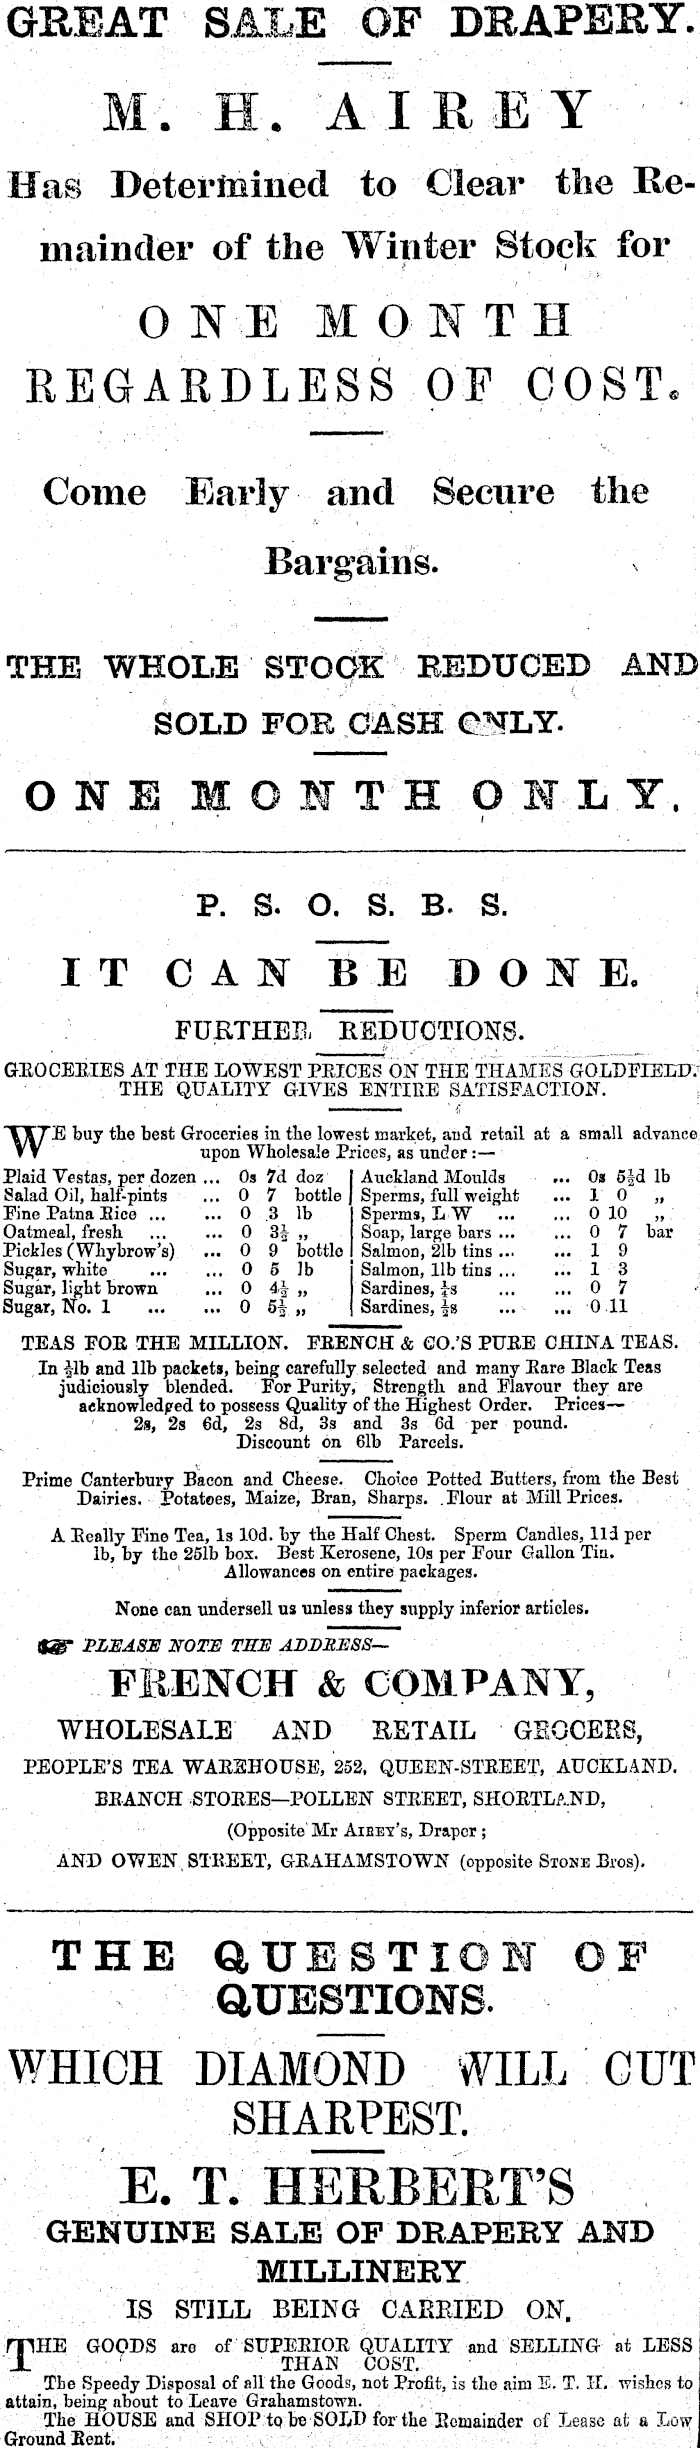 GREAT SALE OF DRAPERY.
M. H. AIREY
Has Determined to Clear the Re-
mainder of the Winter Stock for
ONE MONTH
REGARDLESS OF COST.
Come Early and Secure the
Bargains.
THE WHOLE STOCK REDUCED AND
SOLD FOR CASH ONLY.
ONE MONTH ONLY.
P. S. O. S. B. S.
IT CAN BE DONE.
FURTHER REDUCTIONS.
GROCERIES AT THE LOWEST PRICES ON THE THAMES GOLDFIELD.
THE QUALITY GIVES ENTIRE SATISFACTION.
WE buy the best Groceries in the lowest market, and retail at a small advance
upon Wholesale Prices, as under:—
Plaid Vestas, per dozen ... 0s 7d doz
Salad Oil, half-pints ... 0 7 bottle
Fine Patna Rice ... ... 0 3 lb
Oatmeal, fresh ... ... 0 3½ „
Pickles (Whybrow's) ... 0 9 bottle
Sugar, white ... ... 0 5 lb
Sugar, light brown ... 0 4½ „
Sugar, No. 1 ... ... 0 5½ „
Auckland Moulds ... 0s 5½d lb
Sperms, full weight ... 1 0 „
Sperms, L W ... ... 0 10 „
Soap, large bars ... ... 0 7 bar
Salmon, 2lb tins ... ... 1 9
Salmon, 1lb tins ... ... 1 3
Sardines, ¼s ... ... 0 7
Sardines, ½s ... ... 0 11
TEAS FOR THE MILLION. FRENCH & CO.'S PURE CHINA TEAS.
In ½lb and 1lb packets, being carefully selected and many Rare Black Teas
judiciously blended. For Purity, Strength and Flavour they are
acknowledged to possess Quality of the Highest Order. Prices—
2s, 2s 6d, 2s 8d, 3s and 3s 6d per pound.
Discount on 6lb Parcels.
Prime Canterbury Bacon and Cheese. Choice Potted Butters, from the Best
Dairies. Potatoes, Maize, Bran, Sharps. Flour at Mill Prices.
A Really Fine Tea, 1s 10d. by the Half Chest. Sperm Candles, 11d per
lb, by the 25lb box. Best Kerosene, 10s per Four Gallon Tin.
Allowances on entire packages.
None can undersell us unless they supply inferior articles.
☞ PLEASE NOTE THE ADDRESS—
FRENCH & COMPANY,
WHOLESALE AND RETAIL GROCERS,
PEOPLE'S TEA WAREHOUSE, 252, QUEEN-STREET, AUCKLAND.
BRANCH STORES—POLLEN STREET, SHORTLAND,
(Opposite Mr AIREY'S, Draper;
AND OWEN STREET, GRAHAMSTOWN (opposite STONE Bros).
THE QUESTION OF
QUESTIONS.
WHICH DIAMOND WILL CUT
SHARPEST.
E. T. HERBERT'S
GENUINE SALE OF DRAPERY AND
MILLINERY
IS STILL BEING CARRIED ON.
THE GOODS are of SUPERIOR QUALITY and SELLING at LESS
THAN COST.
The Speedy Disposal of all the Goods, not Profit, is the aim E. T. H. wishes to
attain, being about to Leave Grahamstown.
The HOUSE and SHOP to be SOLD for the Remainder of Lease at a Low
Ground Rent.